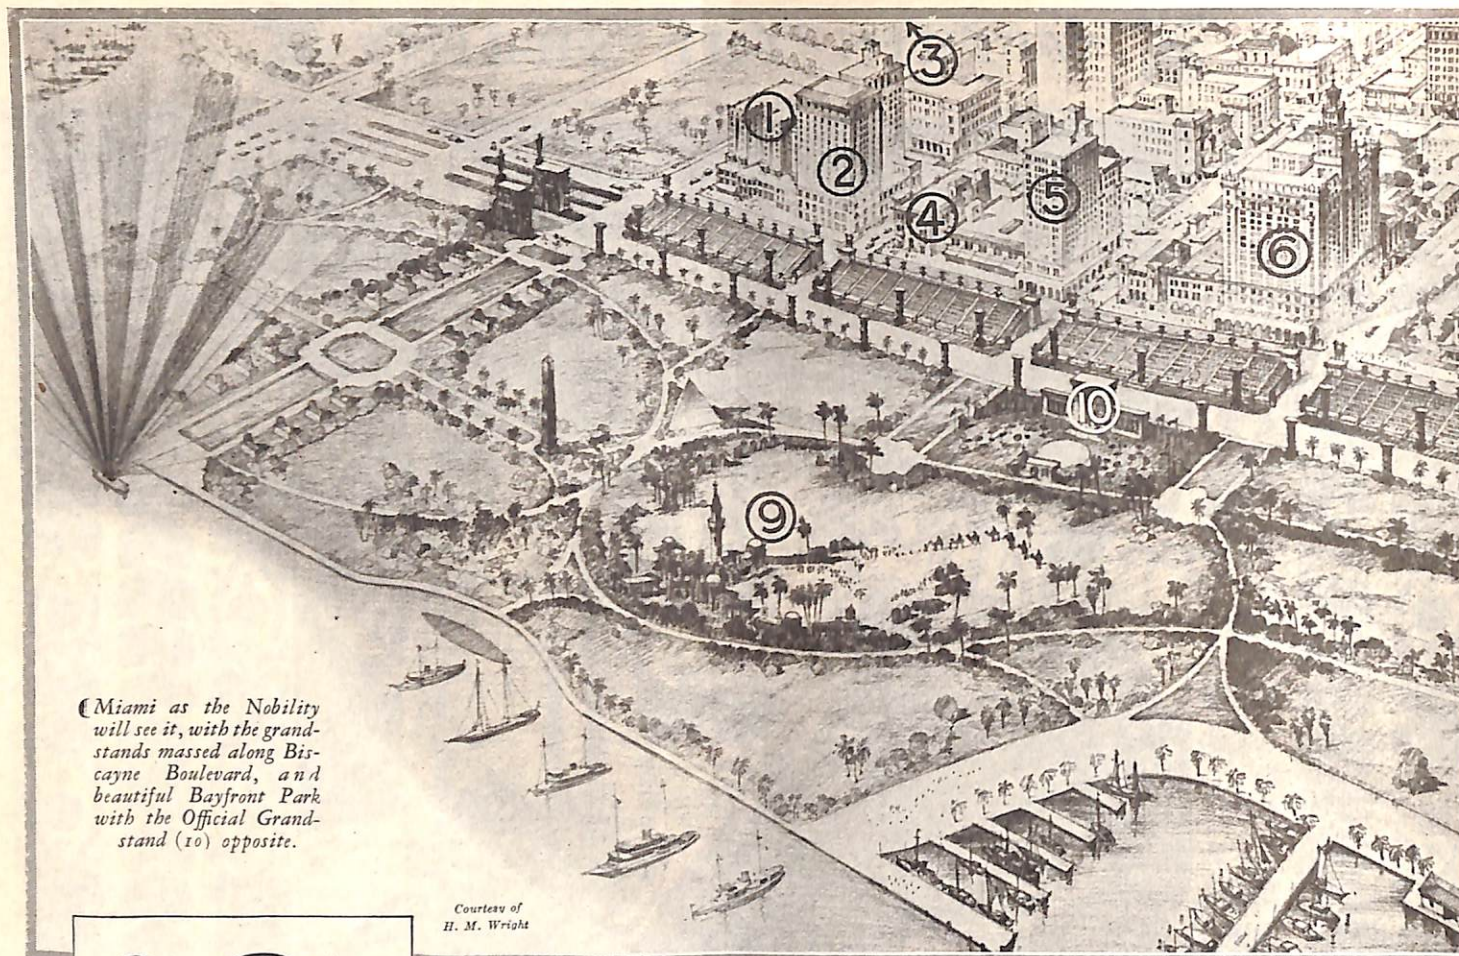 3
1
2
4
5
6
10
9
Miami as the Nobility
will see it, with the grand-
stands massed along Bis-
cayne Boulevard, and
beautiful Bayfront Park
with the Official Grand-
stand (10) opposite.
Courtesy of
H. M. Wright